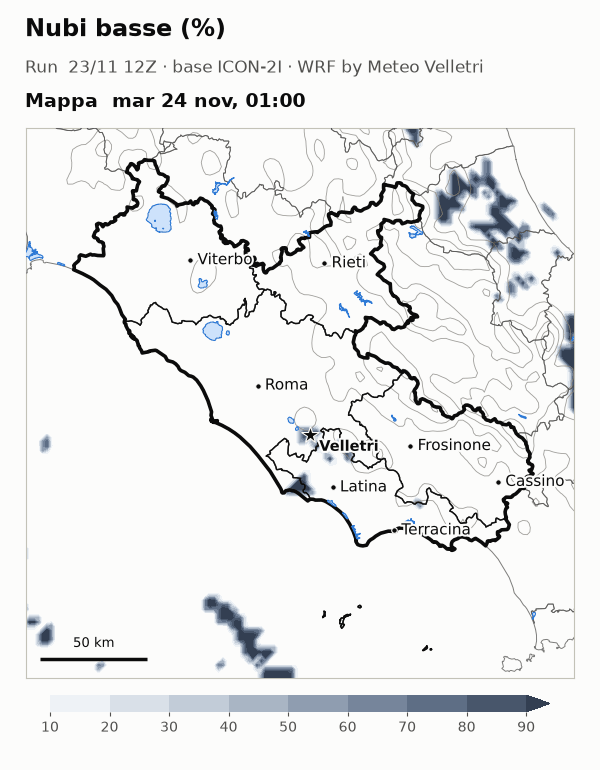 Nubi basse (%)
Run  23/11 12Z · base ICON-2I · WRF by Meteo Velletri
Mappa  mar 24 nov, 01:00
Viterbo
Rieti
Roma
Velletri
Frosinone
Latina
Cassino
Terracina
50 km
10 20 30 40 50 60 70 80 90